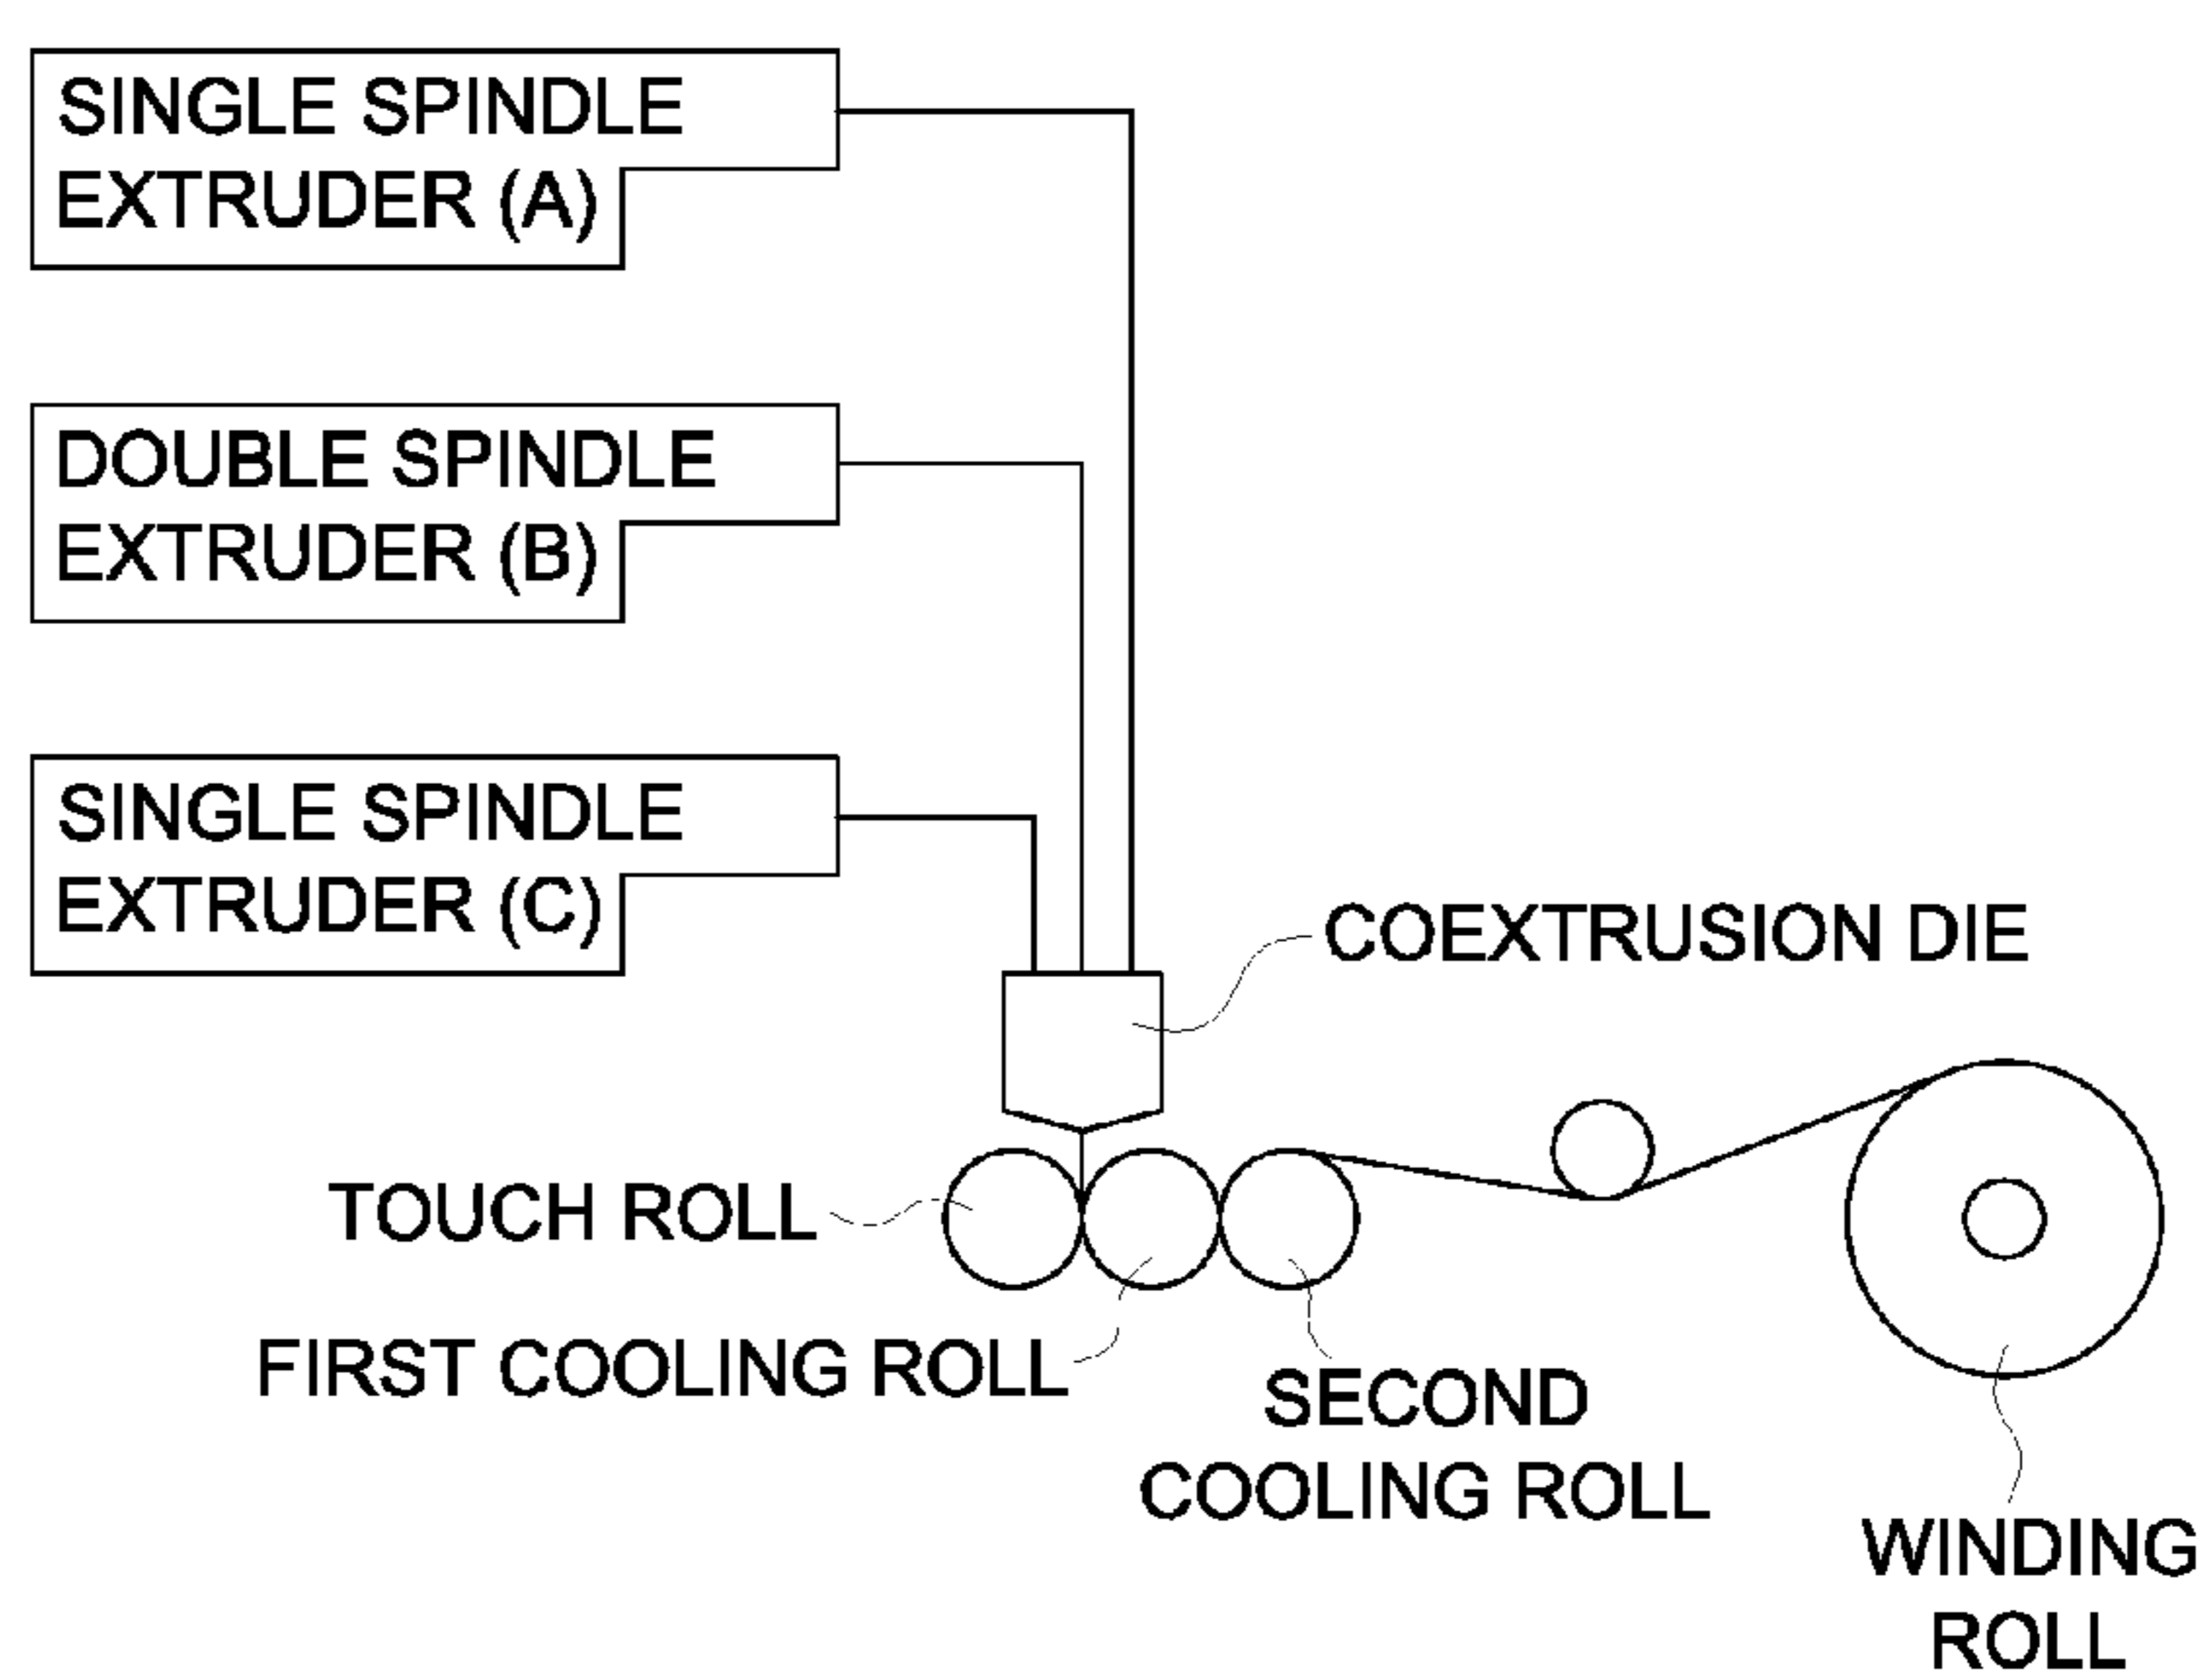 SINGLE SPINDLE
EXTRUDER (A)
DOUBLE SPINDLE
EXTRUDER (B)
SINGLE SPINDLE
EXTRUDER (C)
COEXTRUSION DIE
TOUCH ROLL
FIRST COOLING ROLL
SECOND
COOLING ROLL
WINDING
ROLL